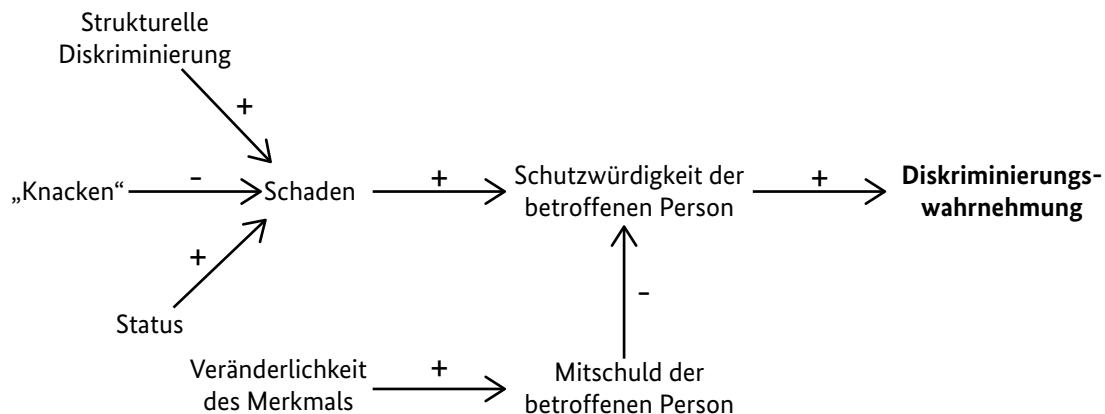 Strukturelle
Diskriminierung
+
„Knacken“
-
Schaden
+
Schutzwürdigkeit der
betroffenen Person
+
Diskriminierungs-
wahrnehmung
+
-
Status
Veränderlichkeit
des Merkmals
+
Mitschuld der
betroffenen Person